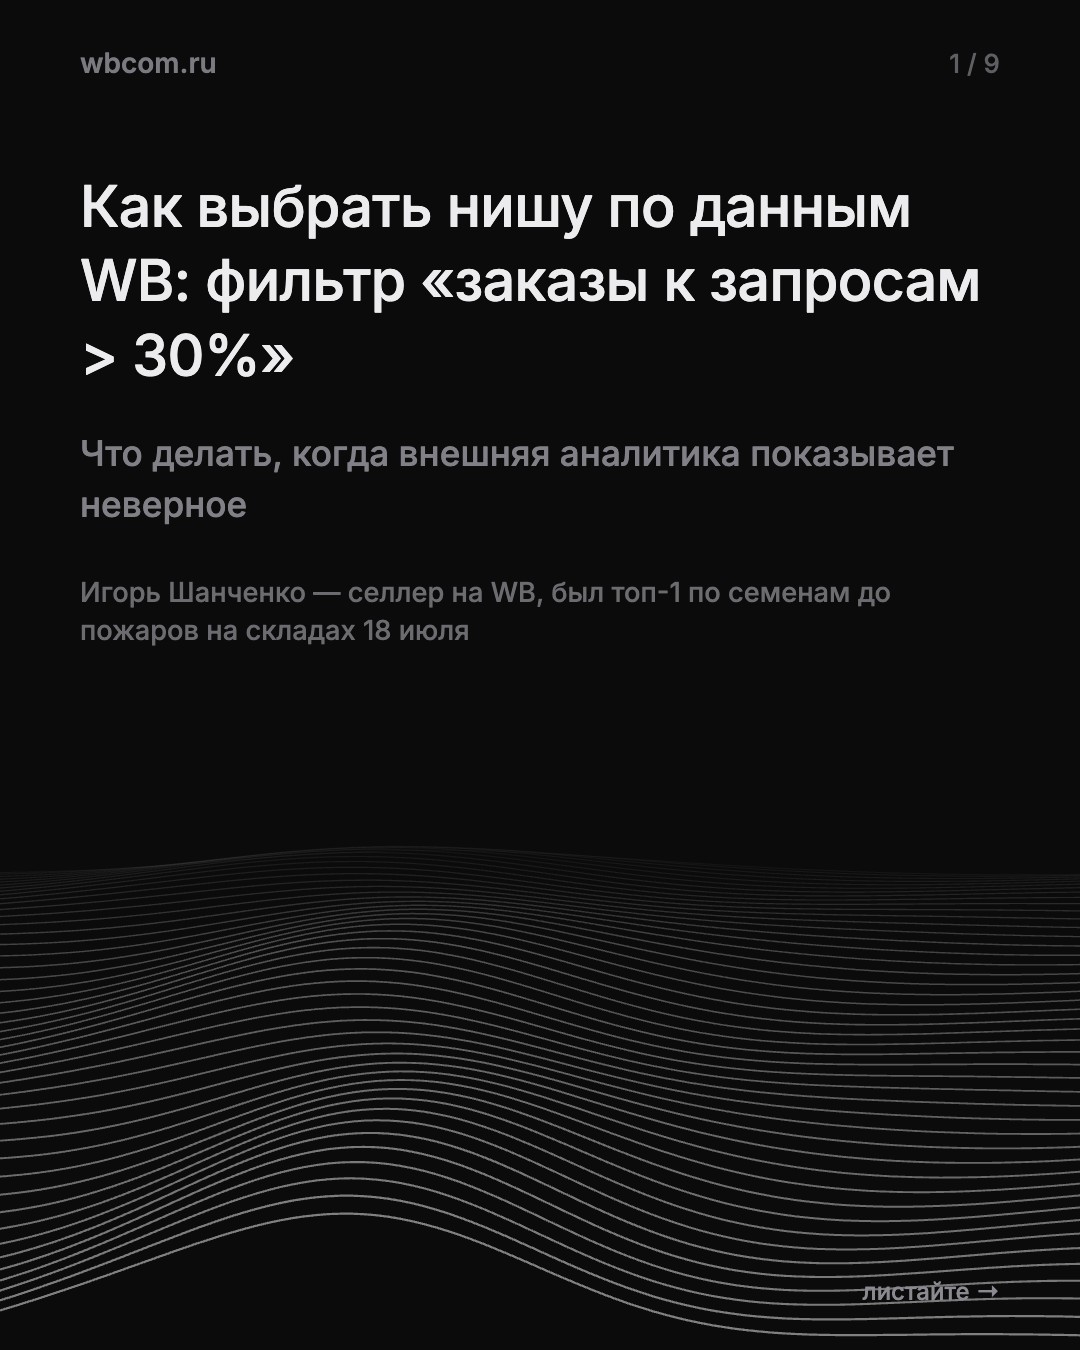 wbcom.ru
1 / 9
Как выбрать нишу по данным
WB: фильтр «заказы к запросам
> 30%»
Что делать, когда внешняя аналитика показывает
неверное
Игорь Шанченко — селлер на WB, был топ-1 по семенам до
пожаров на складах 18 июля
листайте →